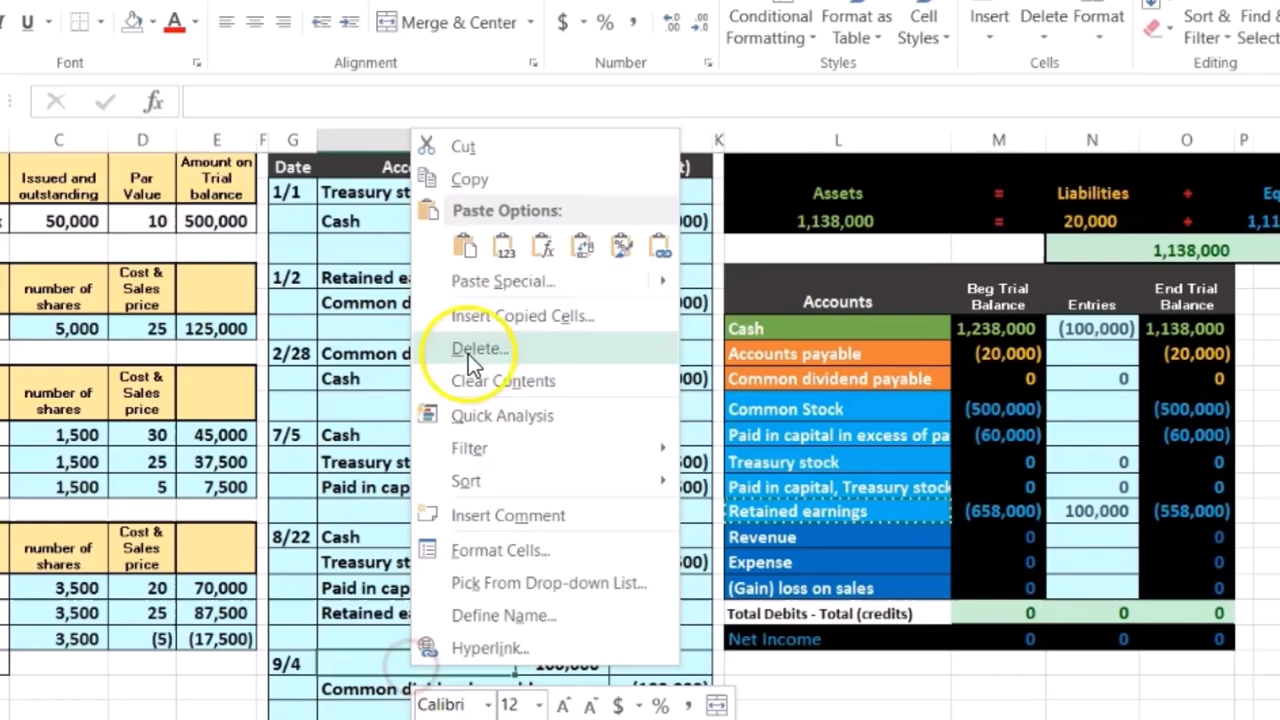 U A Merge & Center $ % , Conditional Formatting Format as Table Cell Styles Insert Delete Format Sort & Filter Find & Select
Font Alignment Number Styles Cells Editing
fx
C D E F G K L M N O P
Issued and outstanding Par Value Amount on Trial balance
50,000 10 500,000
number of shares Cost & Sales price
5,000 25 125,000
number of shares Cost & Sales price
1,500 30 45,000
1,500 25 37,500
1,500 5 7,500
number of shares Cost & Sales price
3,500 20 70,000
3,500 25 87,500
3,500 (5) (17,500)
Date
1/1 Treasury st
Cash
1/2 Retained ea
Common d
2/28 Common d
Cash
7/5 Cash
Treasury st
Paid in cap
8/22 Cash
Treasury st
Paid in cap
Retained ea
9/4
Cut
Copy
Paste Options:
123
Paste Special...
Insert Copied Cells...
Delete...
Clear Contents
Quick Analysis
Filter
Sort
Insert Comment
Format Cells...
Pick From Drop-down List...
Define Name...
Hyperlink...
Calibri 12 A A $ % ,
Assets = Liabilities +
1,138,000 = 20,000 +
1,138,000
Accounts Beg Trial Balance Entries End Trial Balance
Cash 1,238,000 (100,000) 1,138,000
Accounts payable (20,000) (20,000)
Common dividend payable 0 0 0
Common Stock (500,000) (500,000)
Paid in capital in excess of pa (60,000) (60,000)
Treasury stock 0 0 0
Paid in capital, Treasury stock 0 0 0
Retained earnings (658,000) 100,000 (558,000)
Revenue 0 0
Expense 0 0
(Gain) loss on sales 0 0
Total Debits - Total (credits) 0 0 0
Net Income 0 0 0